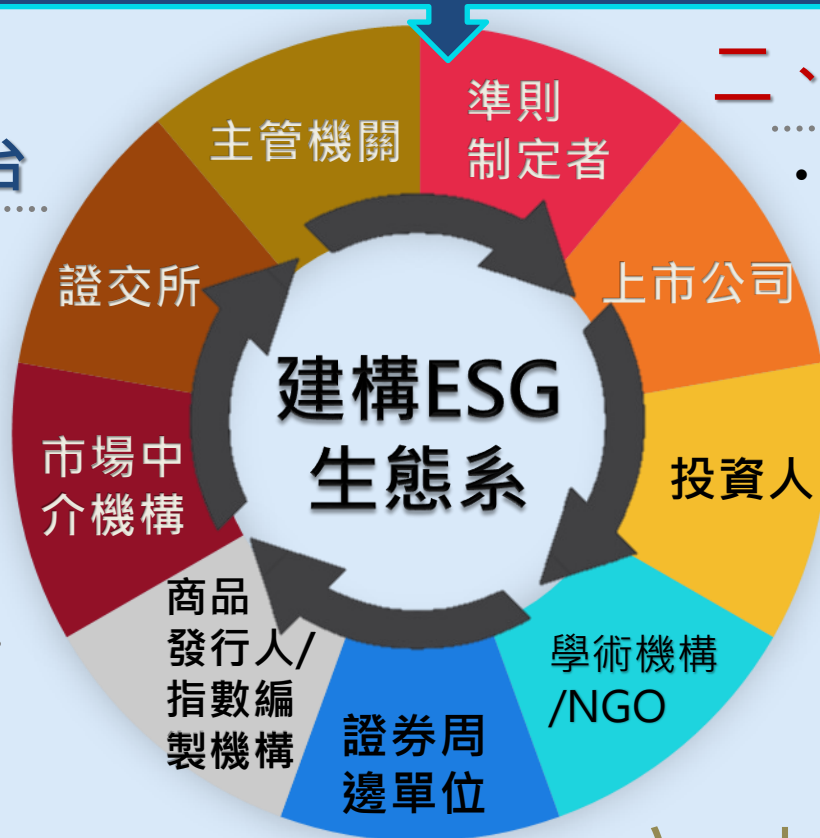 二、
台
•
主管機關
準則
制定者
證交所
上市公司
建構ESG
生態系
市場中
介機構
投資人
商品
發行人/
指數編
製機構
學術機構
/NGO
證券周
邊單位